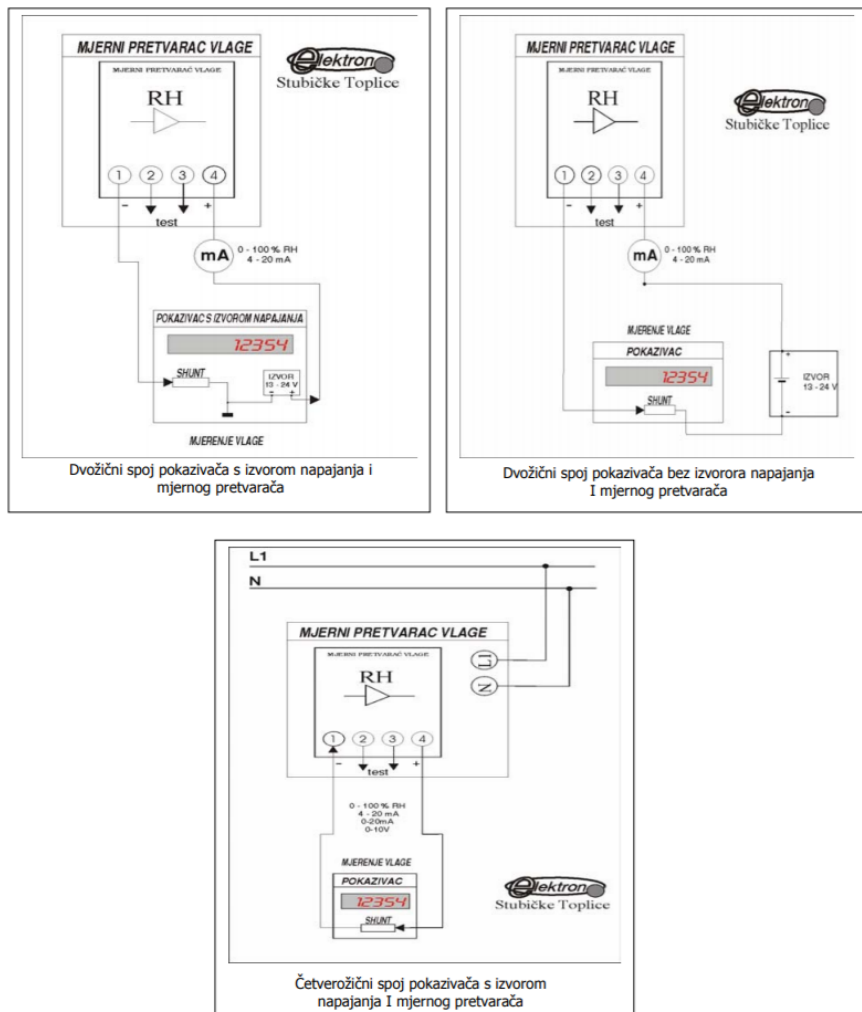 MJERNI PRETVARAC VLAGE
elektron
Stubičke Toplice
MJERNI PRETVARAČ VLAGE
RH
1 2 3 4
- +
test
mA
0 - 100 % RH
4 - 20 mA
POKAZIVAC S IZVOROM NAPAJANJA
12354
SHUNT
IZVOR
13 - 24 V
- +
MJERENJE VLAGE
Dvožični spoj pokazivača s izvorom napajanja i
mjernog pretvarača
MJERNI PRETVARAC VLAGE
elektron
Stubičke Toplice
MJERNI PRETVARAČ VLAGE
RH
1 2 3 4
- +
test
mA
0 - 100 % RH
4 - 20 mA
MJERENJE VLAGE
POKAZIVAC
12354
SHUNT
+
IZVOR
13 - 24 V
-
Dvožični spoj pokazivača bez izvorora napajanja
I mjernog pretvarača
L1
N
MJERNI PRETVARAC VLAGE
MJERNI PRETVARAČ VLAGE
RH
L1
N
1 2 3 4
- +
test
0 - 100 % RH
4 - 20 mA
0-20mA
0-10V
MJERENJE VLAGE
POKAZIVAC
12354
SHUNT
elektron
Stubičke Toplice
Četverožični spoj pokazivača s izvorom
napajanja I mjernog pretvarača